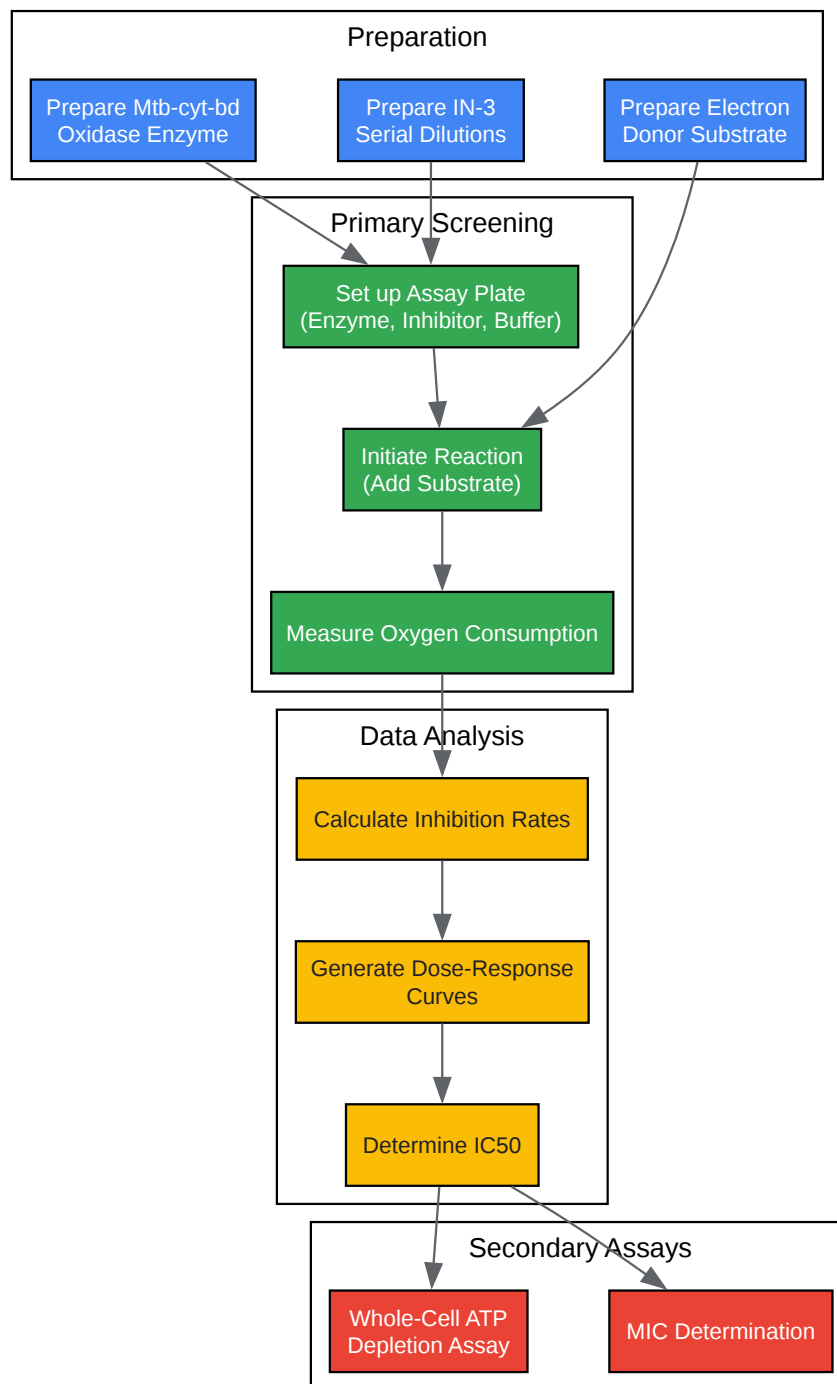 Preparation
Prepare Mtb-cyt-bd
Oxidase Enzyme
Prepare IN-3
Serial Dilutions
Prepare Electron
Donor Substrate
Primary Screening
Set up Assay Plate
(Enzyme, Inhibitor, Buffer)
Initiate Reaction
(Add Substrate)
Measure Oxygen Consumption
Data Analysis
Calculate Inhibition Rates
Generate Dose-Response
Curves
Determine IC50
Secondary Assays
Whole-Cell ATP
Depletion Assay
MIC Determination